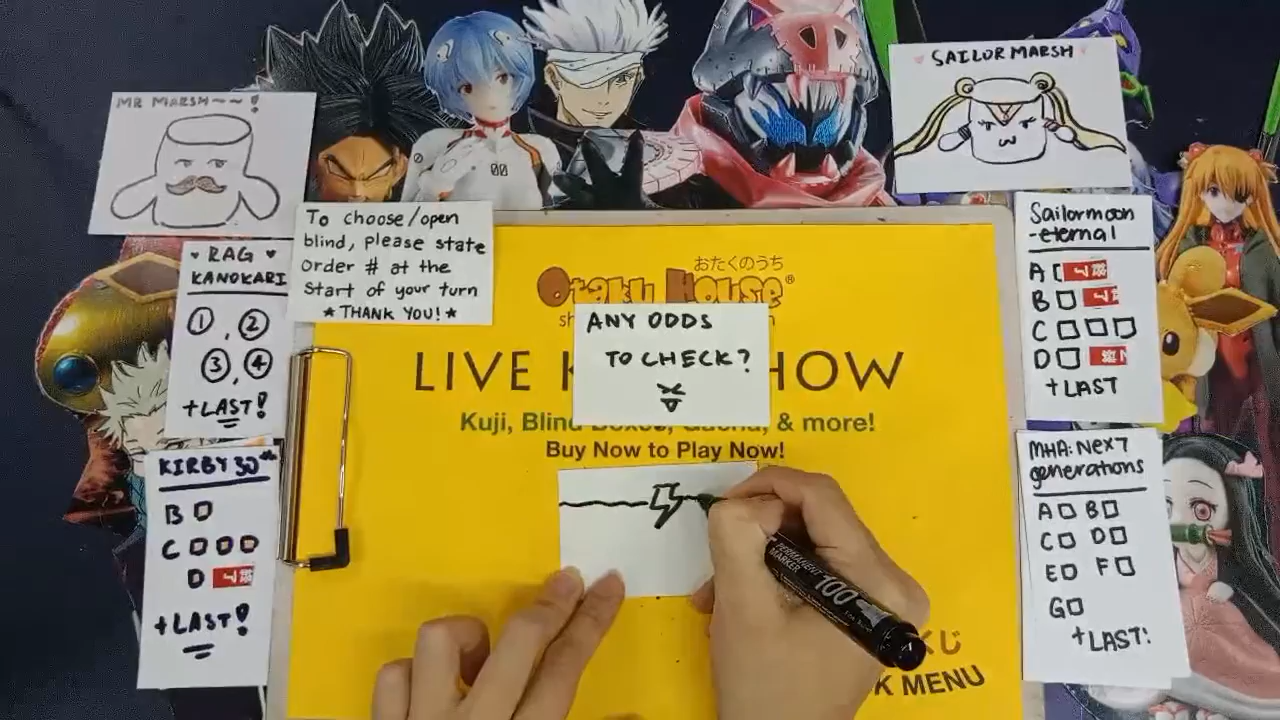 MR MARSH~~!
SAILOR MARSH
To choose/open
blind, please state
Order # at the
Start of your turn
★THANK YOU!★
♥ RAG ♥
KANOKARI
①, ②
③, ④
+LAST!
KIRBY 30th
B □
C □□□
D
+LAST!
00
おたくのうち
Otaku House®
ANY ODDS
TO CHECK?
LIVE K HOW
Kuji, Blind Boxes, Gacha, & more!
Buy Now to Play Now!
PERMANENT
MARKER
100
くじ
K MENU
Sailormoon
-eternal
A
B □
C □□□
D □
+LAST
MHA: Next
generations
A□ B□
C□ D□
E□ F□
G□
+LAST!